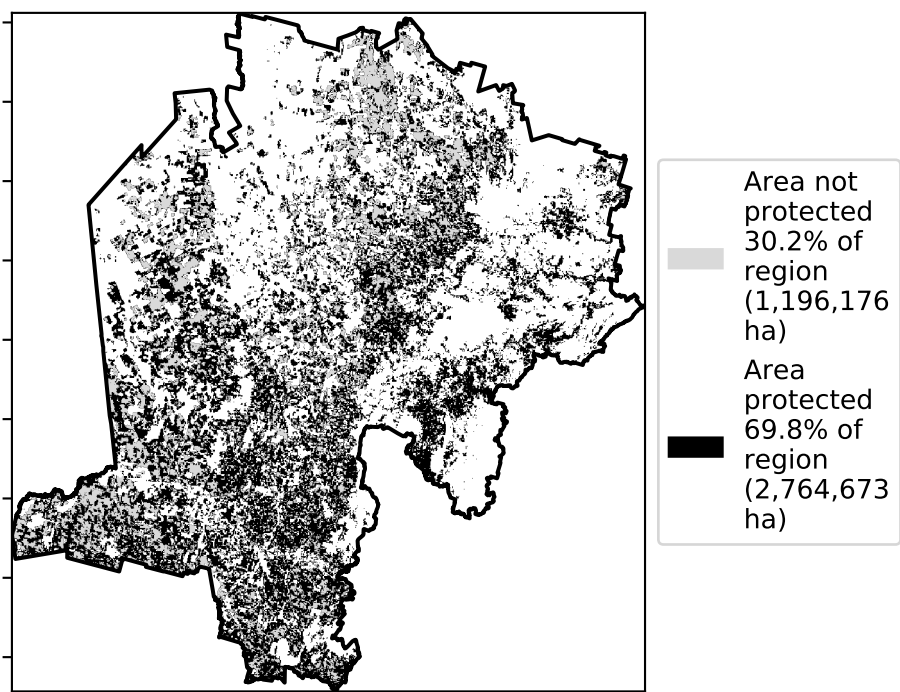 Area not
protected
30.2% of
region
(1,196,176
ha)
Area
protected
69.8% of
region
(2,764,673
ha)